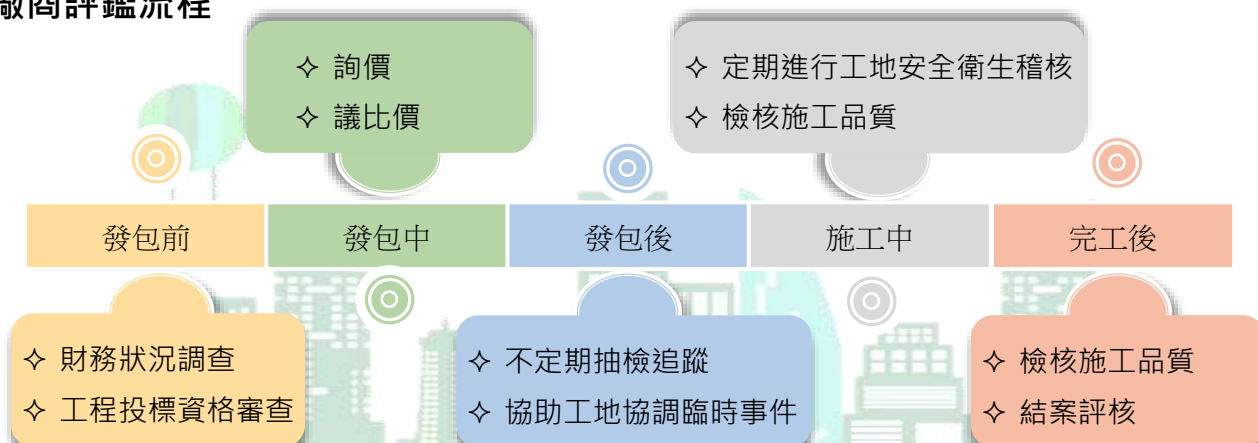 廠商評鑑流程
✧ 詢價
✧ 議比價
✧ 定期進行工地安全衛生稽核
✧ 檢核施工品質
發包前
發包中
發包後
施工中
完工後
✧ 財務狀況調查
✧ 工程投標資格審查
✧ 不定期抽檢追蹤
✧ 協助工地協調臨時事件
✧ 檢核施工品質
✧ 結案評核